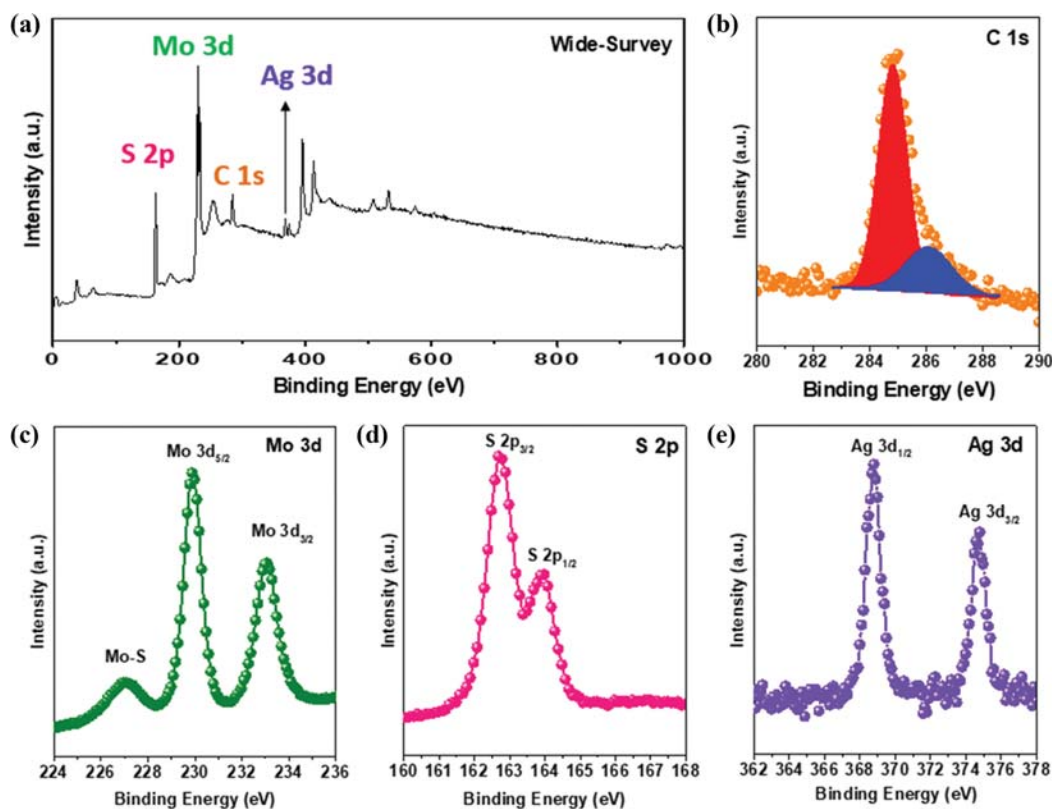 (a)
Mo 3d
Wide-Survey
Ag 3d
S 2p
C 1s
Intensity (a.u.)
0 200 400 600 800 1000
Binding Energy (eV)
(b)
C 1s
Intensity (a.u.)
280 282 284 286 288 290
Binding Energy (eV)
(c)
Mo 3d
Mo 3d5/2
Mo 3d3/2
Mo-S
Intensity (a.u.)
224 226 228 230 232 234 236
Binding Energy (eV)
(d)
S 2p
S 2p3/2
S 2p1/2
Intensity (a.u.)
160 161 162 163 164 165 166 167 168
Binding Energy (eV)
(e)
Ag 3d
Ag 3d1/2
Ag 3d3/2
Intensity (a.u.)
362 364 366 368 370 372 374 376 378
Binding Energy (eV)